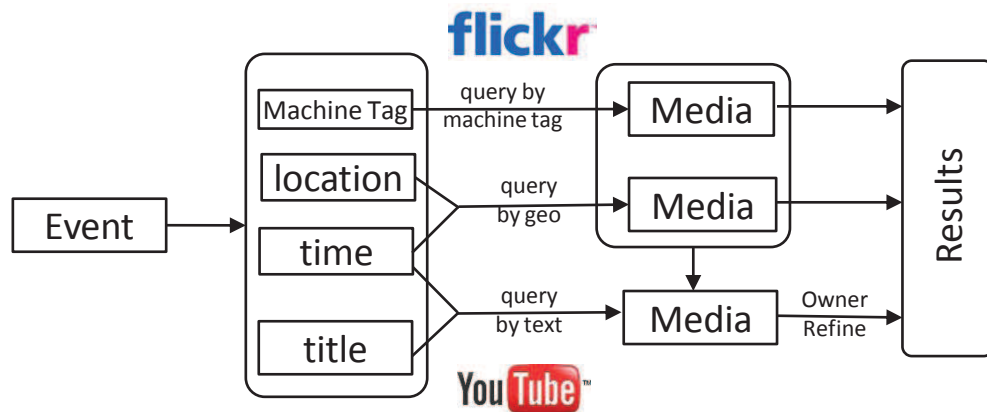 flickr
Machine Tag
query by
machine tag
Media
location
query
by geo
Media
Event
time
Results
query
by text
Media
Owner
Refine
title
YouTube™